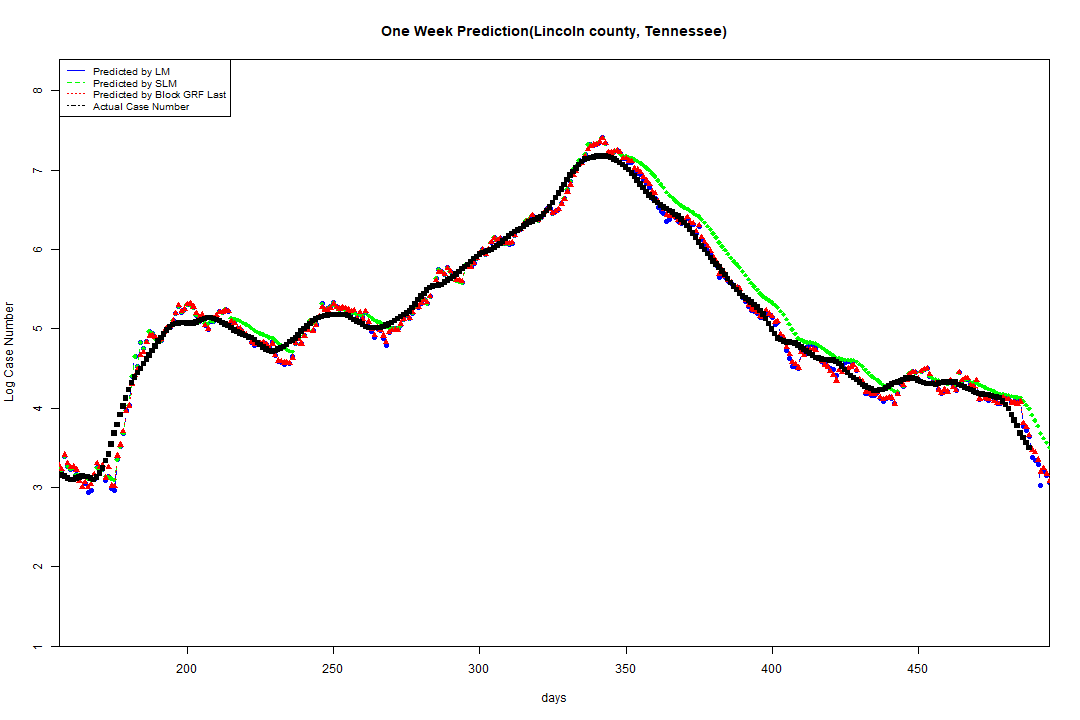 One Week Prediction(Lincoln county, Tennessee)
Predicted by LM
Predicted by SLM
Predicted by Block GRF Last
Actual Case Number
8
7
6
5
4
3
2
1
Log Case Number
200 250 300 350 400 450
days